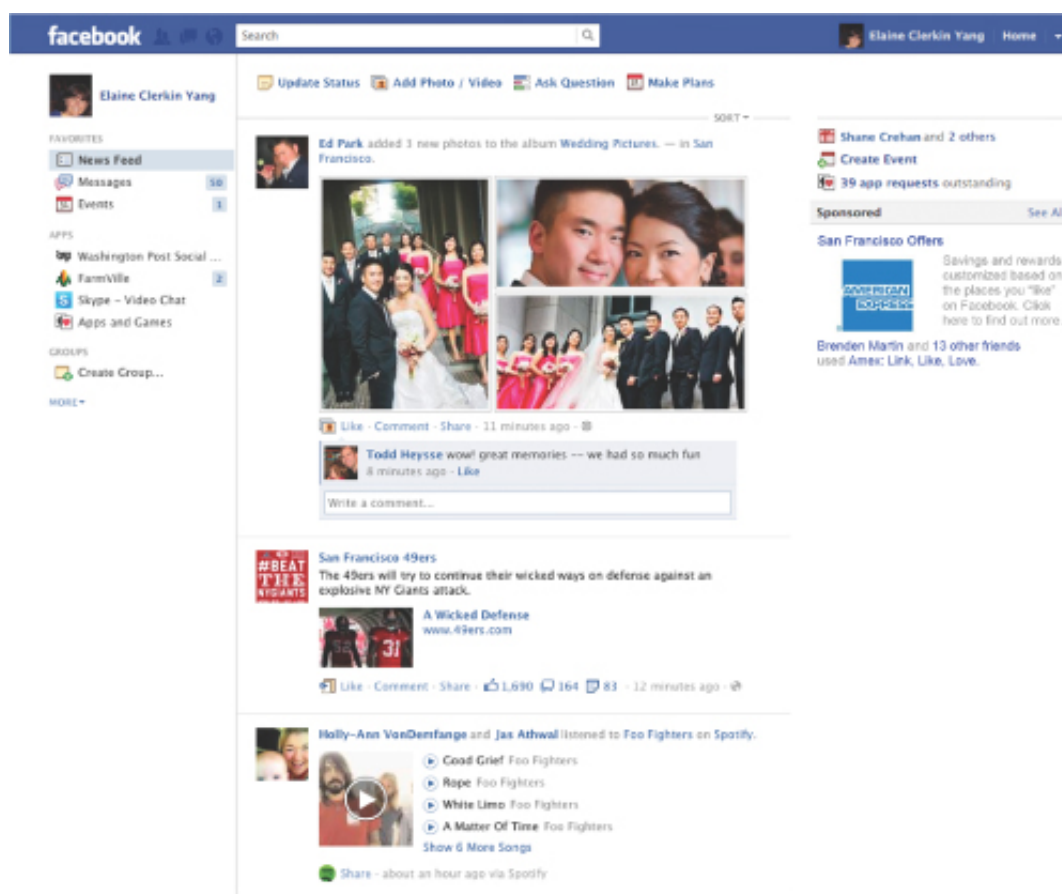 facebook
Search
Elaine Clerkin Yang Home
Elaine Clerkin Yang
FAVORITES
News Feed
Messages 50
Events 1
APPS
Washington Post Social ...
FarmVille 2
Skype – Video Chat
Apps and Games
GROUPS
Create Group...
MORE
Update Status Add Photo / Video Ask Question Make Plans
SORT
Ed Park added 3 new photos to the album Wedding Pictures. — in San
Francisco.
Like · Comment · Share · 11 minutes ago ·
Todd Heysse wow! great memories -- we had so much fun
8 minutes ago · Like
Write a comment...
#BEAT
THE
NYGIANTS
San Francisco 49ers
The 49ers will try to continue their wicked ways on defense against an
explosive NY Giants attack.
52
31
A Wicked Defense
www.49ers.com
Like · Comment · Share · 1,690 164 83 · 12 minutes ago ·
Holly-Ann VonDemfange and Jas Athwal listened to Foo Fighters on Spotify.
Good Grief Foo Fighters
Rope Foo Fighters
White Limo Foo Fighters
A Matter Of Time Foo Fighters
Show 6 More Songs
Share · about an hour ago via Spotify
Shane Crehan and 2 others
Create Event
39 app requests outstanding
Sponsored See Al
San Francisco Offers
AMERICAN
EXPRESS
Savings and rewards
customized based on
the places you "like"
on Facebook. Click
here to find out more.
Brenden Martin and 13 other friends
used Amex: Link, Like, Love.